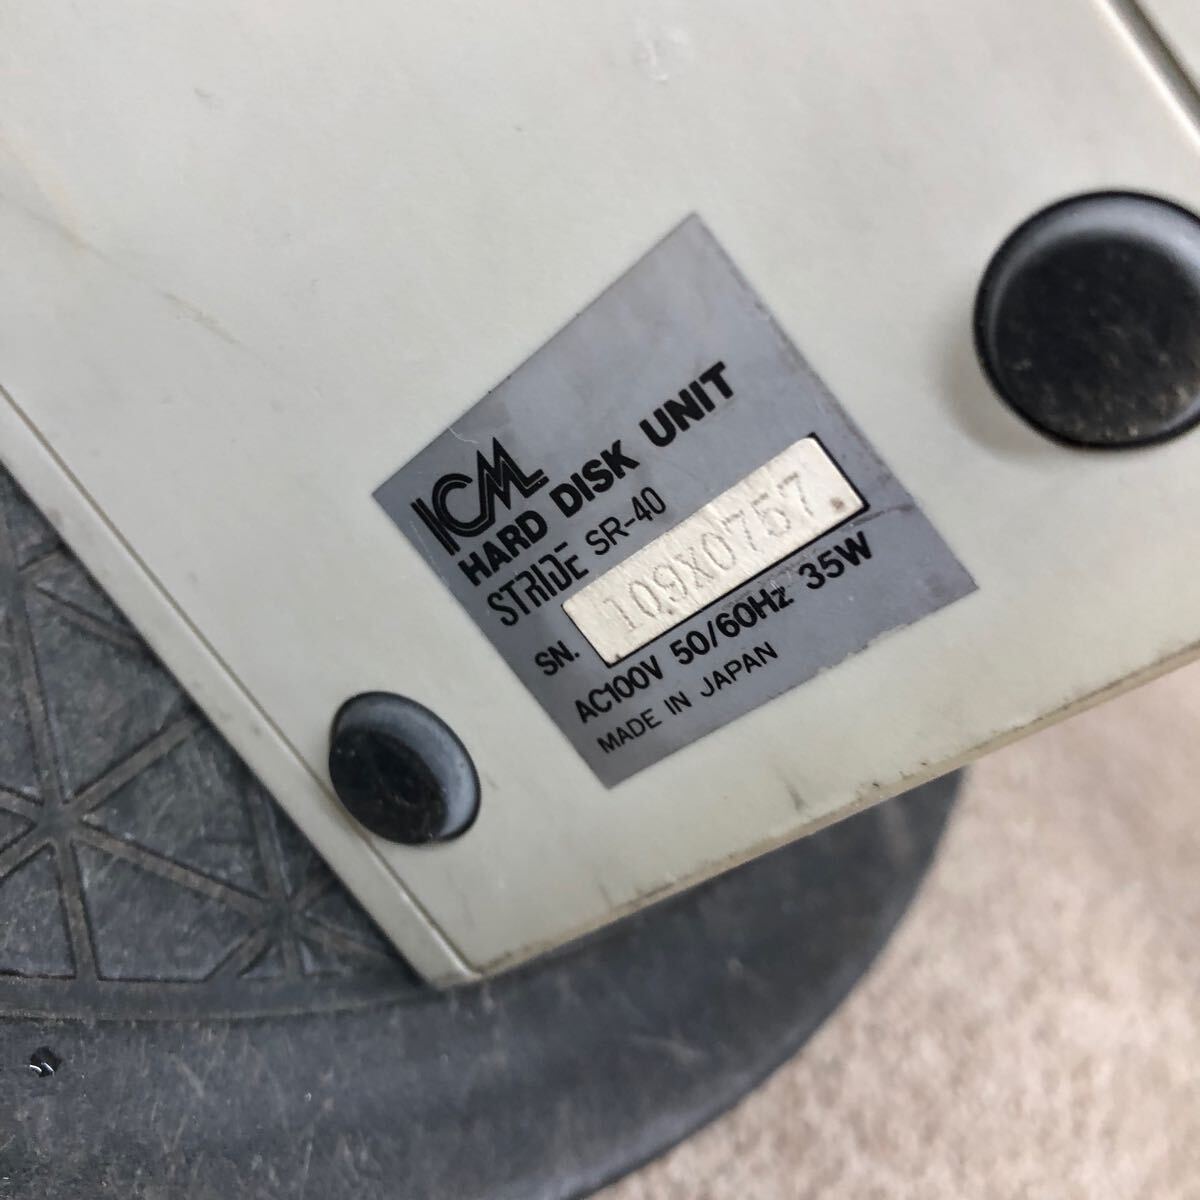 ICM
HARD DISK UNIT
STRIDE SR-40
SN. 109X0757.
AC100V 50/60Hz 35W
MADE IN JAPAN